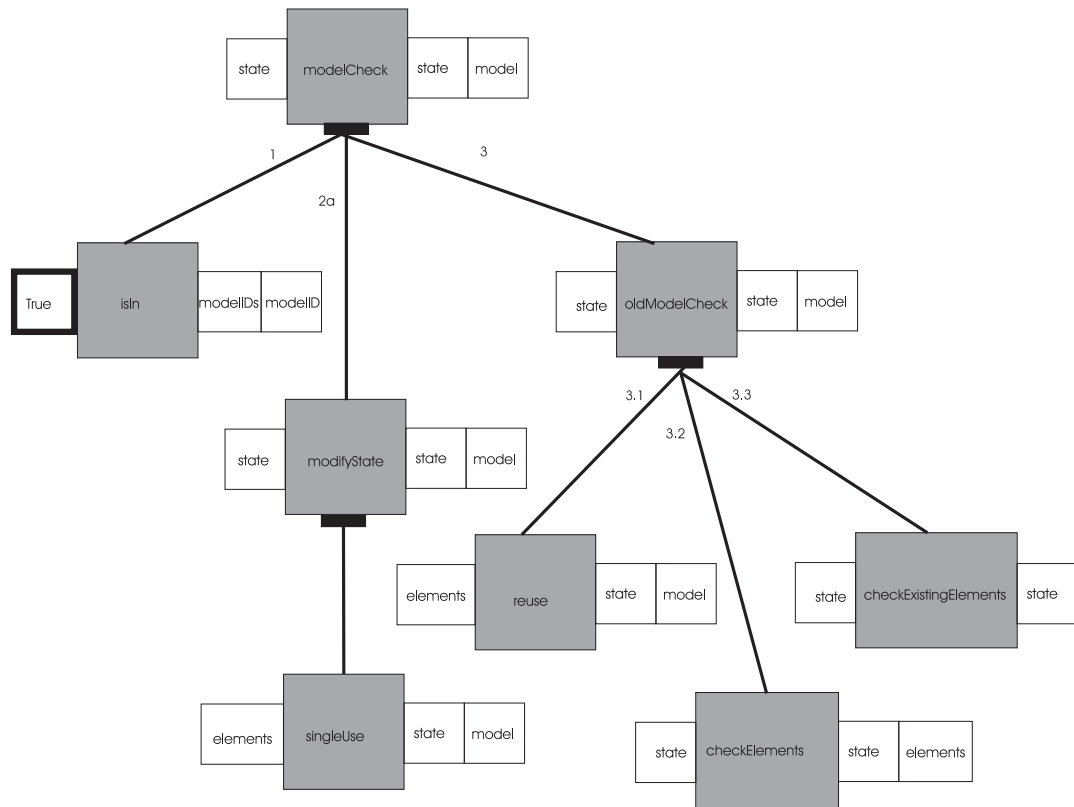 state modelCheck state model
1
3
2a
True isIn modelIDs modelID
state oldModelCheck state model
3.1
3.3
3.2
state modifyState state model
elements reuse state model
state checkExistingElements state
elements singleUse state model
state checkElements state elements